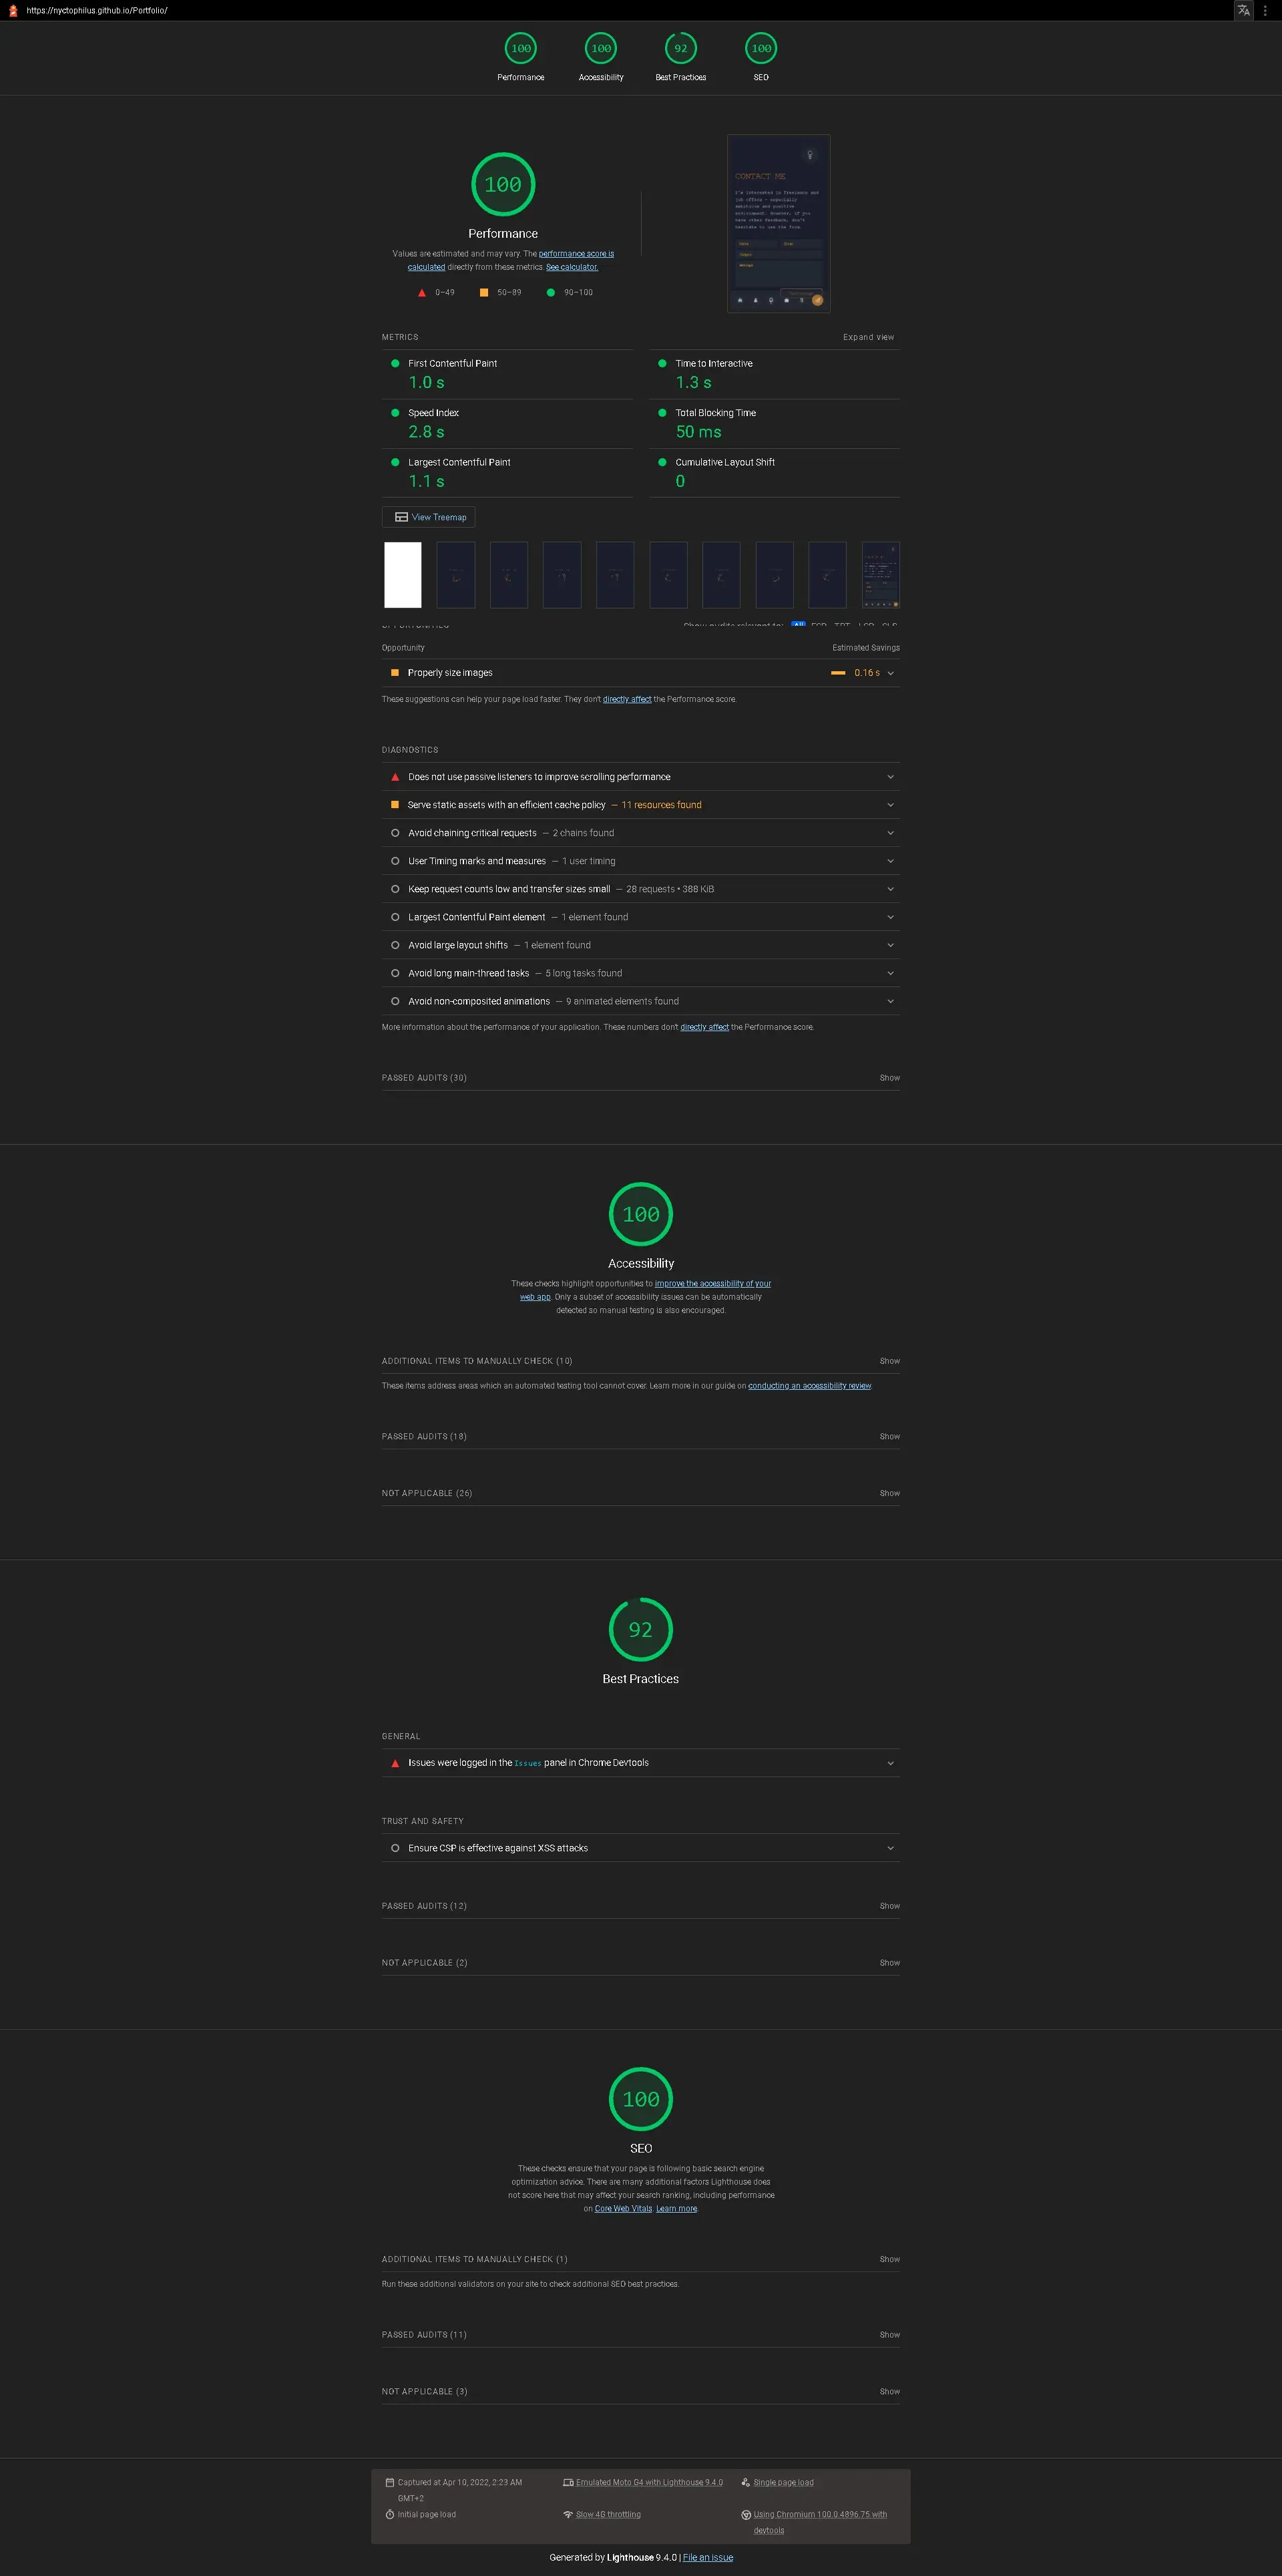 https://nyctophilus.github.io/Portfolio/
100 100 92 100
Performance Accessibility Best Practices SEO
100
Performance
Values are estimated and may vary. The performance score is
calculated directly from these metrics. See calculator.
0–49 50–89 90–100
CONTACT ME
METRICS Expand view
First Contentful Paint Time to Interactive
1.0 s 1.3 s
Speed Index Total Blocking Time
2.8 s 50 ms
Largest Contentful Paint Cumulative Layout Shift
1.1 s 0
View Treemap
Opportunity Estimated Savings
Properly size images 0.16 s
These suggestions can help your page load faster. They don't directly affect the Performance score.
DIAGNOSTICS
Does not use passive listeners to improve scrolling performance
Serve static assets with an efficient cache policy — 11 resources found
Avoid chaining critical requests — 2 chains found
User Timing marks and measures — 1 user timing
Keep request counts low and transfer sizes small — 28 requests • 388 KiB
Largest Contentful Paint element — 1 element found
Avoid large layout shifts — 1 element found
Avoid long main-thread tasks — 5 long tasks found
Avoid non-composited animations — 9 animated elements found
More information about the performance of your application. These numbers don't directly affect the Performance score.
PASSED AUDITS (30) Show
100
Accessibility
These checks highlight opportunities to improve the accessibility of your
web app. Only a subset of accessibility issues can be automatically
detected so manual testing is also encouraged.
ADDITIONAL ITEMS TO MANUALLY CHECK (10) Show
These items address areas which an automated testing tool cannot cover. Learn more in our guide on conducting an accessibility review.
PASSED AUDITS (18) Show
NOT APPLICABLE (26) Show
92
Best Practices
GENERAL
Issues were logged in the Issues panel in Chrome Devtools
TRUST AND SAFETY
Ensure CSP is effective against XSS attacks
PASSED AUDITS (12) Show
NOT APPLICABLE (2) Show
100
SEO
These checks ensure that your page is following basic search engine
optimization advice. There are many additional factors Lighthouse does
not score here that may affect your search ranking, including performance
on Core Web Vitals. Learn more.
ADDITIONAL ITEMS TO MANUALLY CHECK (1) Show
Run these additional validators on your site to check additional SEO best practices.
PASSED AUDITS (11) Show
NOT APPLICABLE (3) Show
Captured at Apr 10, 2022, 2:23 AM Emulated Moto G4 with Lighthouse 9.4.0 Single page load
GMT+2
Initial page load Slow 4G throttling Using Chromium 100.0.4896.75 with
devtools
Generated by Lighthouse 9.4.0 | File an issue